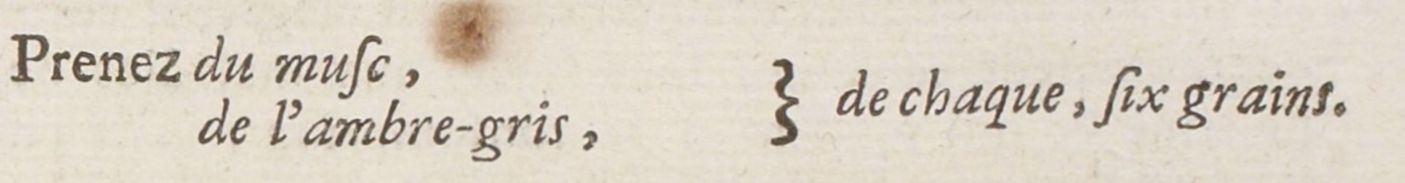 Prenez du muſc,
de l'ambre-gris, } de chaque, ſix grains.